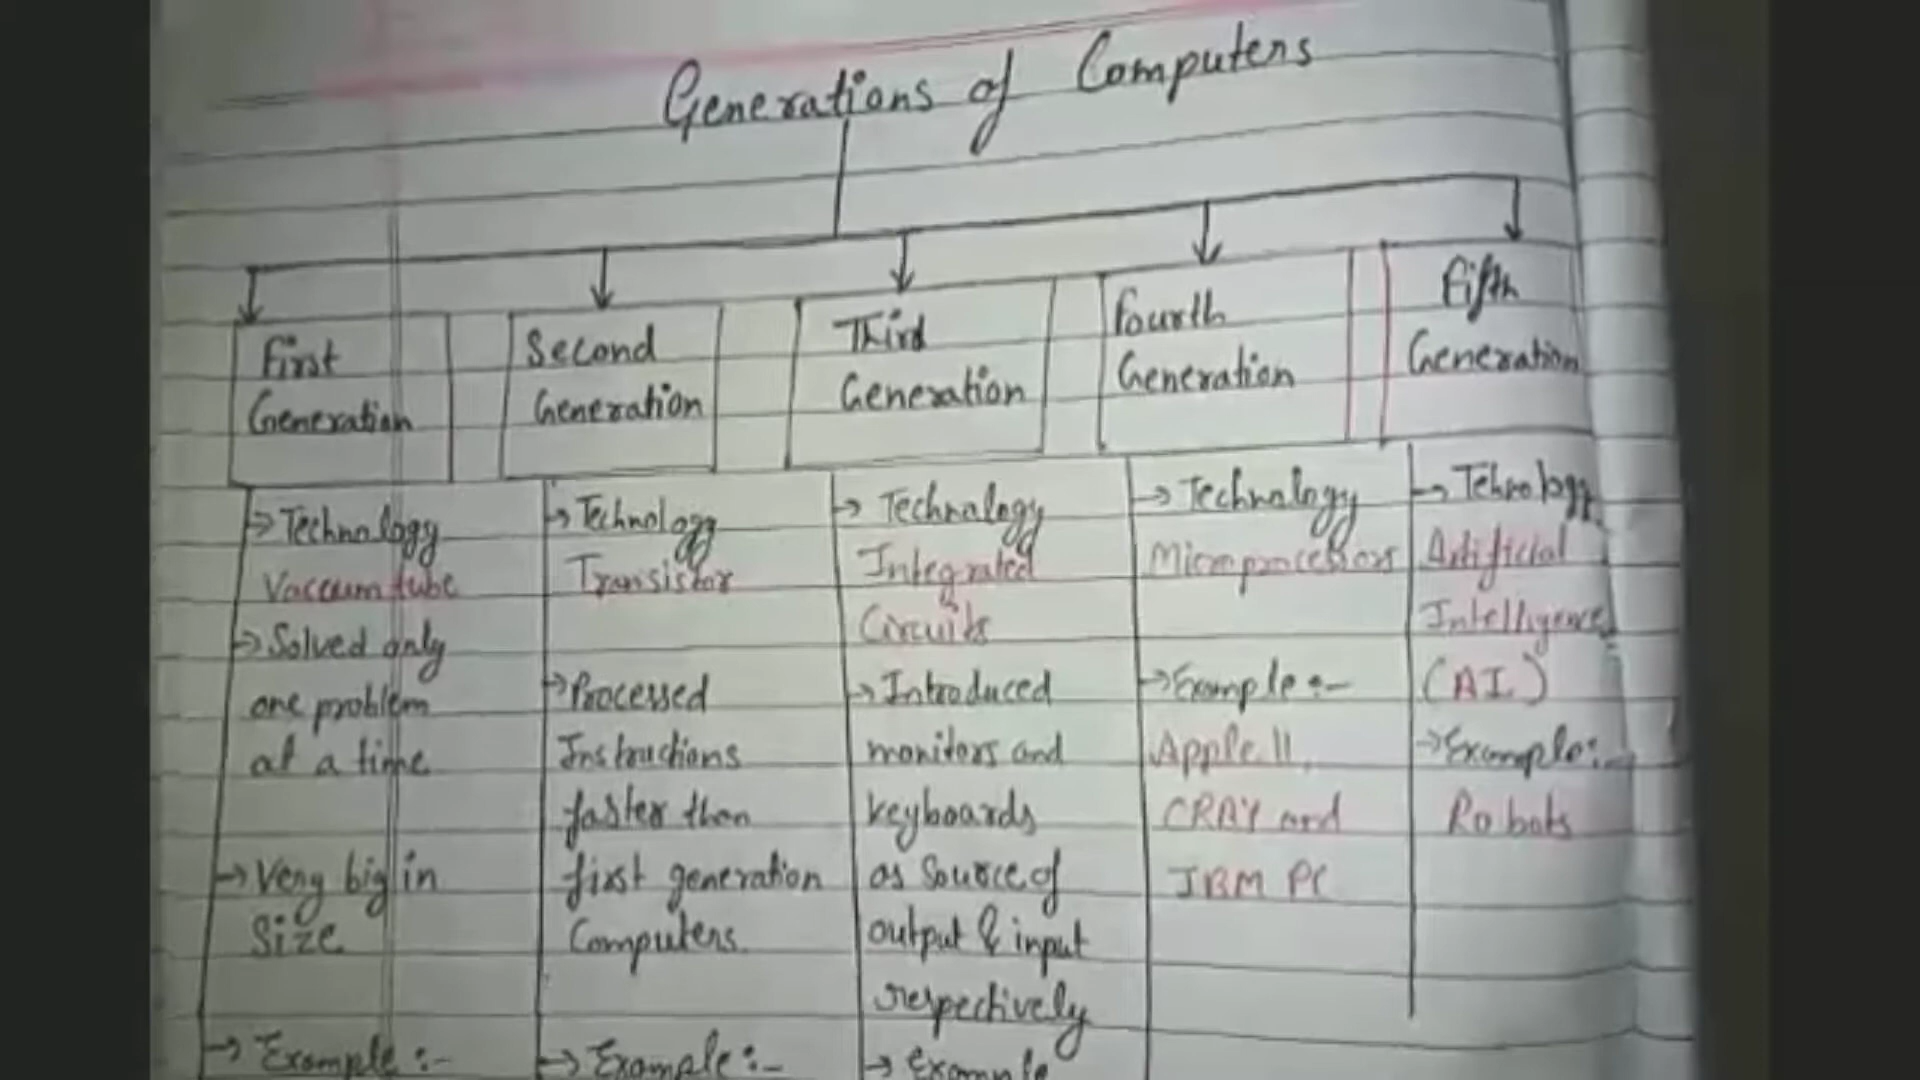 Generations of Computers
First
Generation
Second
Generation
Third
Generation
Fourth
Generation
Fifth
Generation
→ Technology
Vaccum tube
→ Solved only
one problem
at a time
→ Very big in
Size
→ Example :-
→ Technology
Transistor
→ Processed
Instructions
faster than
first generation
Computers.
→ Example :-
→ Technology
Integrated
Circuits
→ Introduced
monitors and
keyboards
as Source of
output & input
respectively
→ Example
→ Technology
Microprocessors
→ Example :-
Apple II,
CRAY and
IBM PC
→ Tehnology
Artificial
Intelligence
(AI)
→ Example:-
Robots